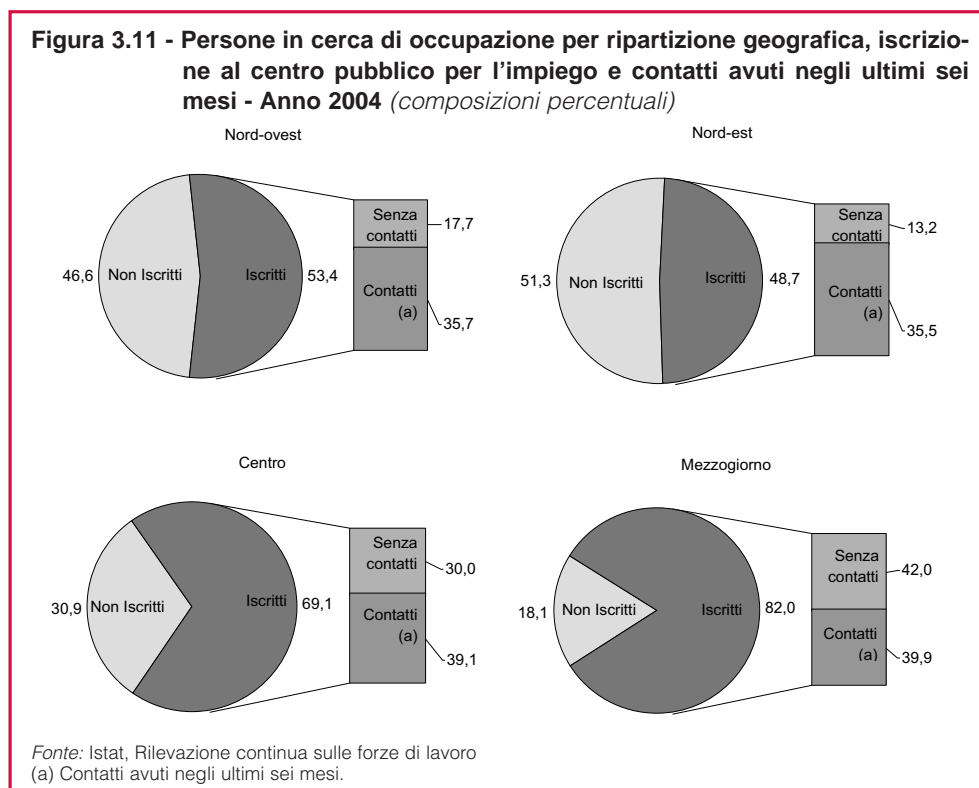 Figura 3.11 - Persone in cerca di occupazione per ripartizione geografica, iscrizio-
ne al centro pubblico per l'impiego e contatti avuti negli ultimi sei
mesi - Anno 2004 (composizioni percentuali)
Nord-ovest
46,6
Non Iscritti
Iscritti
53,4
Senza
contatti
17,7
Contatti
(a)
35,7
Nord-est
51,3
Non Iscritti
Iscritti
48,7
Senza
contatti
13,2
Contatti
(a)
35,5
Centro
30,9
Non Iscritti
Iscritti
69,1
Senza
contatti
30,0
Contatti
(a)
39,1
Mezzogiorno
18,1
Non Iscritti
Iscritti
82,0
Senza
contatti
42,0
Contatti
(a)
39,9
Fonte: Istat, Rilevazione continua sulle forze di lavoro
(a) Contatti avuti negli ultimi sei mesi.